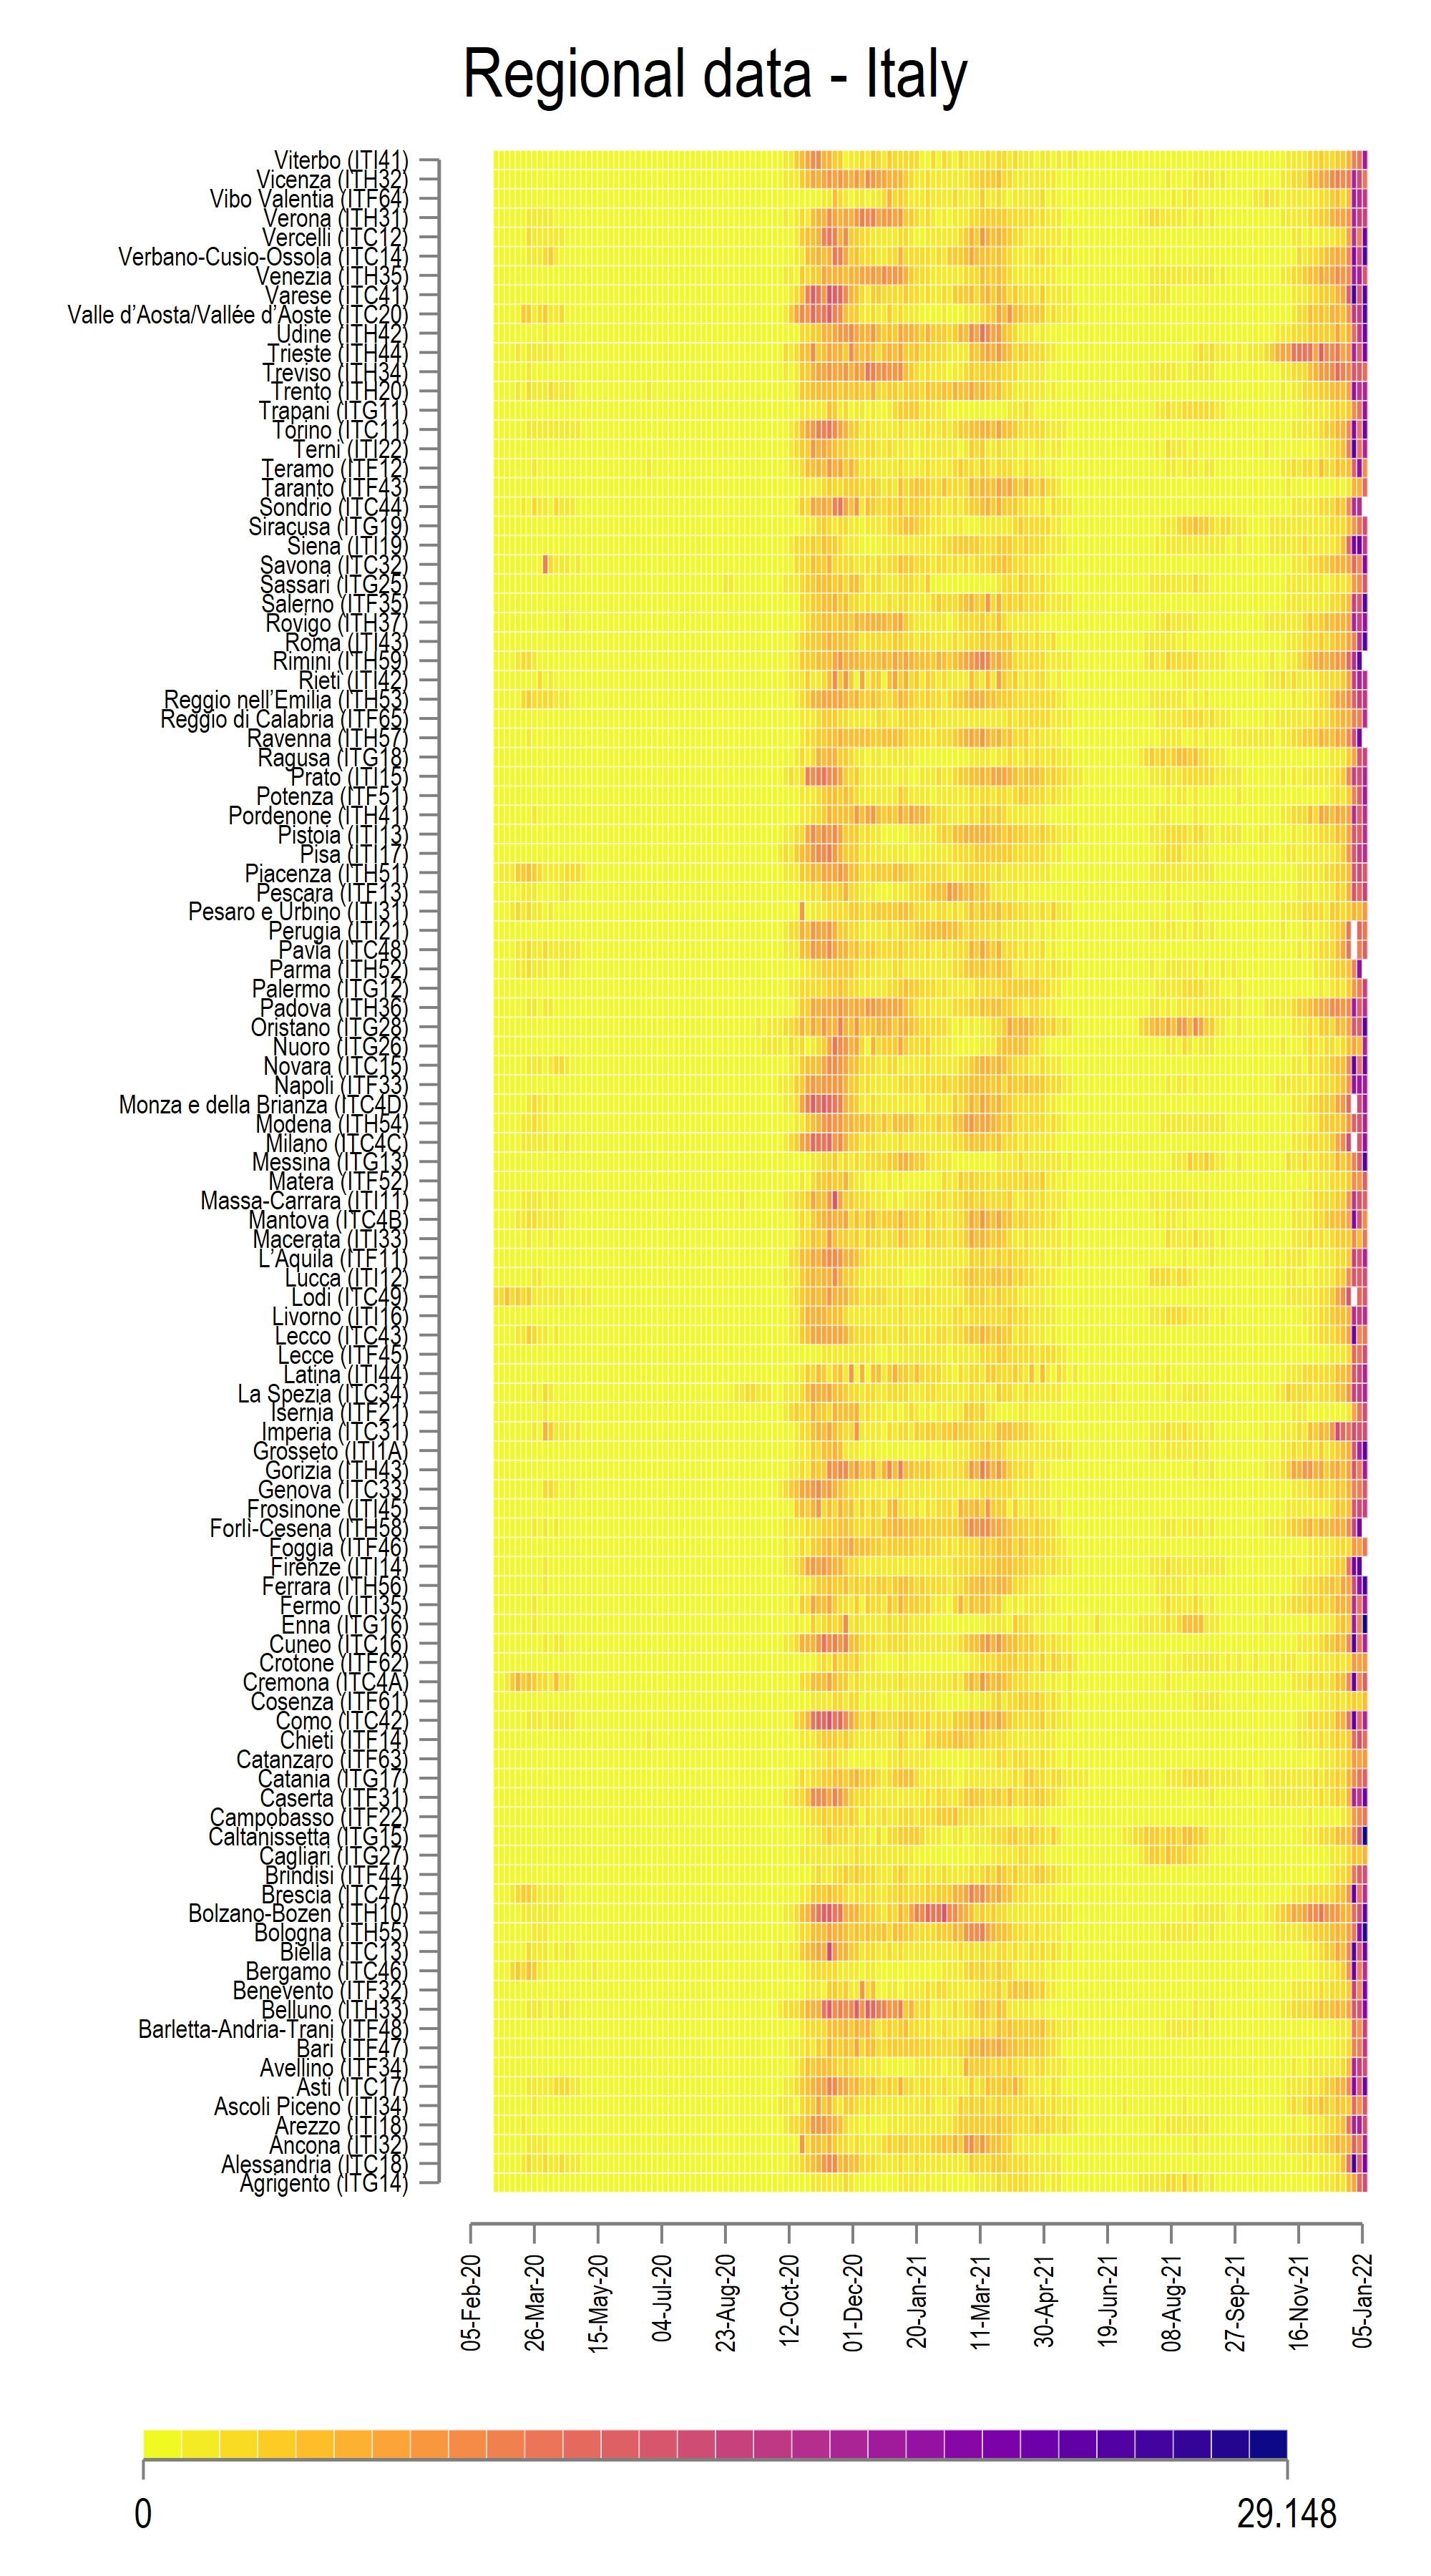 Regional data - Italy
Viterbo (ITI41)
Vicenza (ITH32)
Vibo Valentia (ITF64)
Verona (ITH31)
Vercelli (ITC12)
Verbano-Cusio-Ossola (ITC14)
Venezia (ITH35)
Varese (ITC41)
Valle d’Aosta/Vallée d’Aoste (ITC20)
Udine (ITH42)
Trieste (ITH44)
Treviso (ITH34)
Trento (ITH20)
Trapani (ITG11)
Torino (ITC11)
Terni (ITI22)
Teramo (ITF12)
Taranto (ITF43)
Sondrio (ITC44)
Siracusa (ITG19)
Siena (ITI19)
Savona (ITC32)
Sassari (ITG25)
Salerno (ITF35)
Rovigo (ITH37)
Roma (ITI43)
Rimini (ITH59)
Rieti (ITI42)
Reggio nell’Emilia (ITH53)
Reggio di Calabria (ITF65)
Ravenna (ITH57)
Ragusa (ITG18)
Prato (ITI15)
Potenza (ITF51)
Pordenone (ITH41)
Pistoia (ITI13)
Pisa (ITI17)
Piacenza (ITH51)
Pescara (ITF13)
Pesaro e Urbino (ITI31)
Perugia (ITI21)
Pavia (ITC48)
Parma (ITH52)
Palermo (ITG12)
Padova (ITH36)
Oristano (ITG28)
Nuoro (ITG26)
Novara (ITC15)
Napoli (ITF33)
Monza e della Brianza (ITC4D)
Modena (ITH54)
Milano (ITC4C)
Messina (ITG13)
Matera (ITF52)
Massa-Carrara (ITI11)
Mantova (ITC4B)
Macerata (ITI33)
L’Aquila (ITF11)
Lucca (ITI12)
Lodi (ITC49)
Livorno (ITI16)
Lecco (ITC43)
Lecce (ITF45)
Latina (ITI44)
La Spezia (ITC34)
Isernia (ITF21)
Imperia (ITC31)
Grosseto (ITI1A)
Gorizia (ITH43)
Genova (ITC33)
Frosinone (ITI45)
Forlì-Cesena (ITH58)
Foggia (ITF46)
Firenze (ITI14)
Ferrara (ITH56)
Fermo (ITI35)
Enna (ITG16)
Cuneo (ITC16)
Crotone (ITF62)
Cremona (ITC4A)
Cosenza (ITF61)
Como (ITC42)
Chieti (ITF14)
Catanzaro (ITF63)
Catania (ITG17)
Caserta (ITF31)
Campobasso (ITF22)
Caltanissetta (ITG15)
Cagliari (ITG27)
Brindisi (ITF44)
Brescia (ITC47)
Bolzano-Bozen (ITH10)
Bologna (ITH55)
Biella (ITC13)
Bergamo (ITC46)
Benevento (ITF32)
Belluno (ITH33)
Barletta-Andria-Trani (ITF48)
Bari (ITF47)
Avellino (ITF34)
Asti (ITC17)
Ascoli Piceno (ITI34)
Arezzo (ITI18)
Ancona (ITI32)
Alessandria (ITC18)
Agrigento (ITG14)
05-Feb-20
26-Mar-20
15-May-20
04-Jul-20
23-Aug-20
12-Oct-20
01-Dec-20
20-Jan-21
11-Mar-21
30-Apr-21
19-Jun-21
08-Aug-21
27-Sep-21
16-Nov-21
05-Jan-22
0
29.148